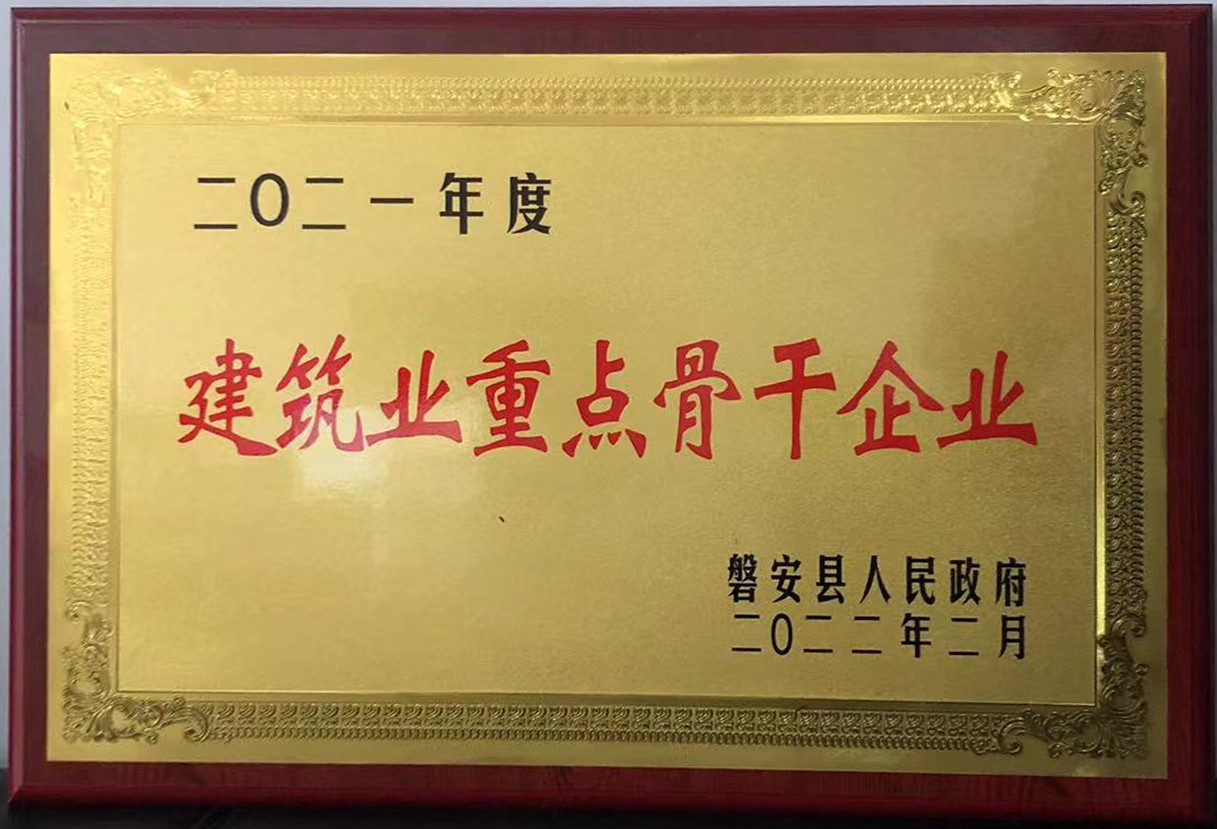 二〇二一年度
建筑业重点骨干企业
磐安县人民政府
二〇二二年二月